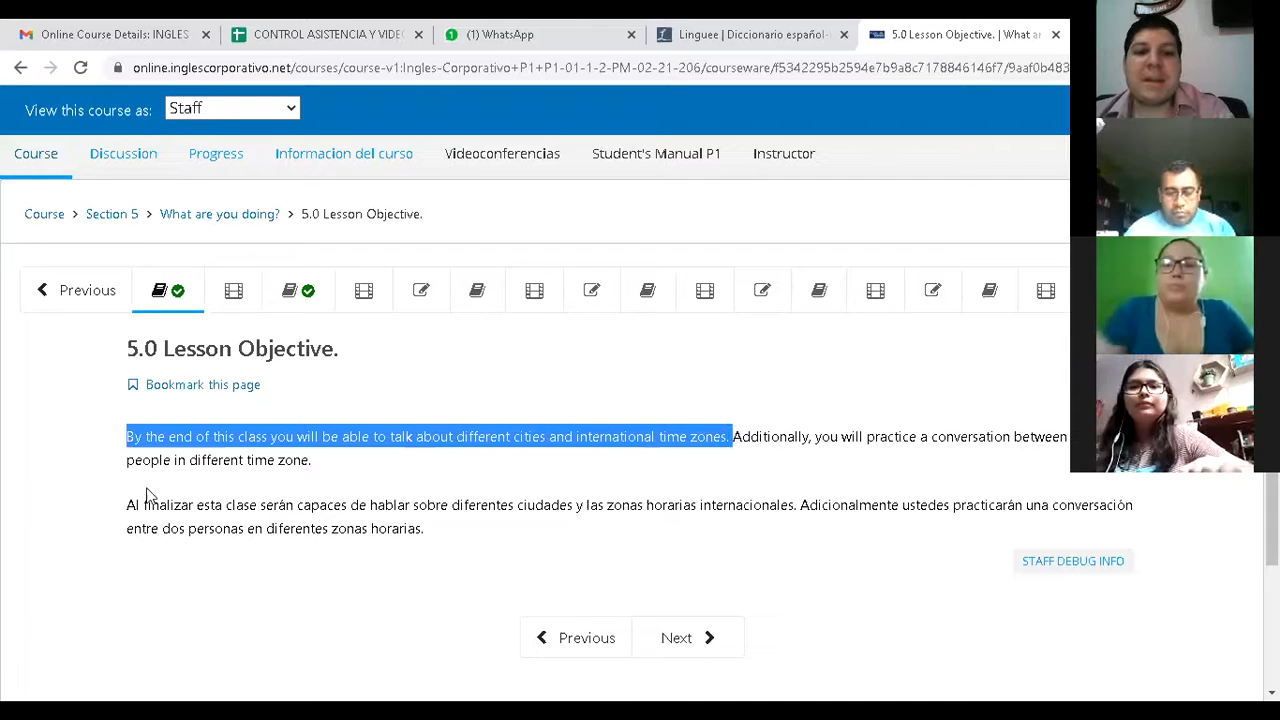 Online Course Details: INGLES
CONTROL ASISTENCIA Y VIDE
(1) WhatsApp
Linguee | Diccionario español-
5.0 Lesson Objective. | What ar
online.inglescorporativo.net/courses/course-v1:Ingles-Corporativo+P1+P1-01-1-2-PM-02-21-206/courseware/f5342295b2594e7b9a8c7178846146f7/9aaf0b483
View this course as: Staff
Course Discussion Progress Informacion del curso Videoconferencias Student's Manual P1 Instructor
Course > Section 5 > What are you doing? > 5.0 Lesson Objective.
Previous
5.0 Lesson Objective.
Bookmark this page
By the end of this class you will be able to talk about different cities and international time zones. Additionally, you will practice a conversation between
people in different time zone.
Al finalizar esta clase serán capaces de hablar sobre diferentes ciudades y las zonas horarias internacionales. Adicionalmente ustedes practicarán una conversación
entre dos personas en diferentes zonas horarias.
STAFF DEBUG INFO
Previous Next